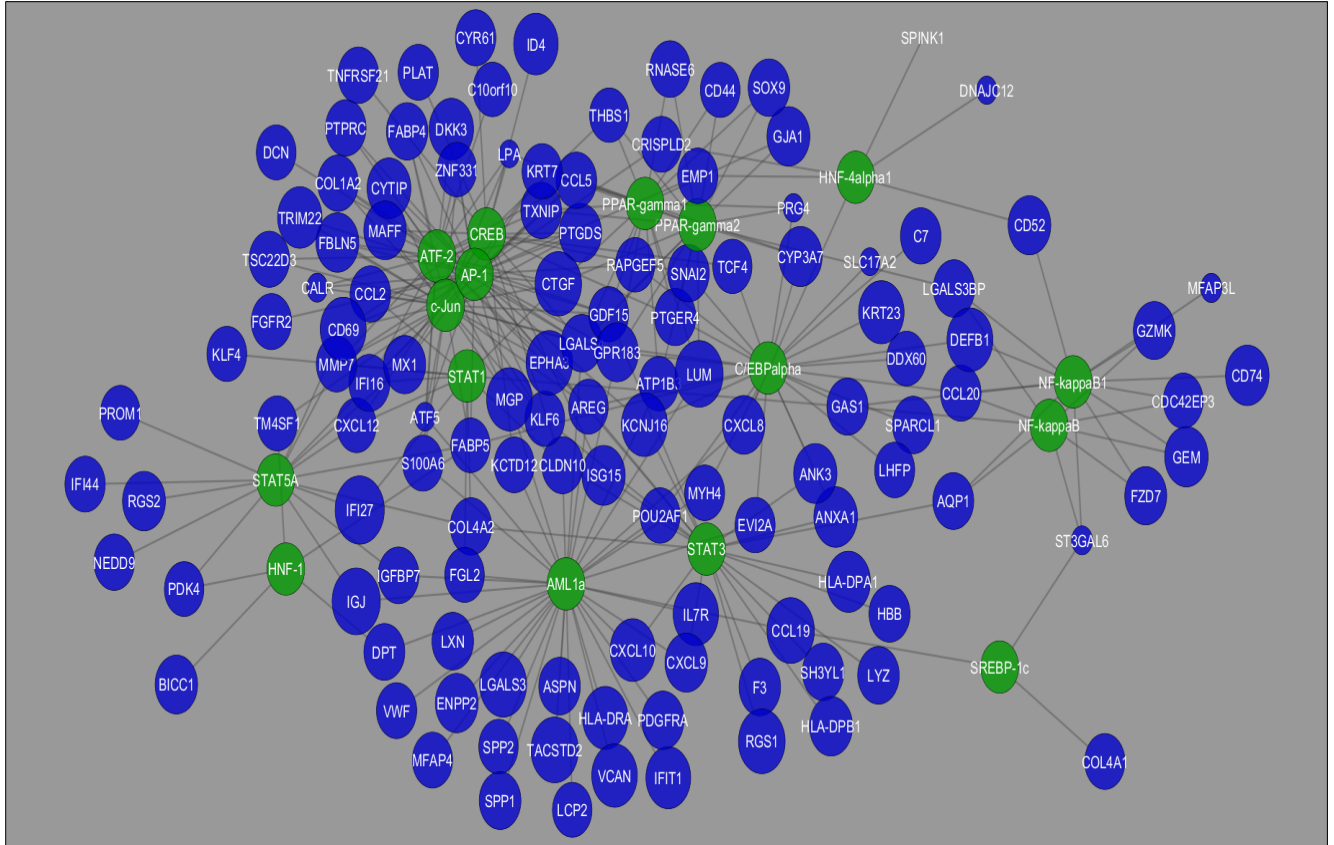 CYR61
ID4
SPINK1
TNFRSF21
PLAT
C10orf10
RNASE6
CD44
SOX9
DNAJC12
THBS1
PTPRC
FABP4
DKK3
GJA1
DCN
LPA
CRISPLD2
ZNF331
KRT7
CCL5
EMP1
HNF-4alpha1
COL1A2
CYTIP
TXNIP
PPAR-gamma1
PRG4
TRIM22
MAFF
CREB
PTGDS
PPAR-gamma2
CD52
FBLN5
C7
TSC22D3
ATF-2
AP-1
RAPGEF5
SNAI2
TCF4
CYP3A7
SLC17A2
CALR
CCL2
CTGF
LGALS3BP
MFAP3L
c-Jun
GDF15
FGFR2
CD69
PTGER4
KRT23
DEFB1
GZMK
KLF4
LGALS
GPR183
MMP7
MX1
EPHA3
DDX60
IFI16
STAT1
LUM
C/EBPalpha
NF-kappaB1
CD74
ATP1B3
MGP
AREG
GAS1
CCL20
CDC42EP3
PROM1
TM4SF1
CXCL12
ATF5
KLF6
KCNJ16
CXCL8
SPARCL1
NF-kappaB
FABP5
S100A6
KCTD12
CLDN10
LHFP
GEM
IFI44
STAT5A
ISG15
ANK3
RGS2
MYH4
AQP1
FZD7
IFI27
POU2AF1
ANXA1
COL4A2
EVI2A
NEDD9
STAT3
ST3GAL6
HNF-1
PDK4
IGFBP7
FGL2
AML1a
HLA-DPA1
IGJ
HBB
IL7R
CCL19
LXN
DPT
CXCL10
CXCL9
SREBP-1c
BICC1
LGALS3
ASPN
F3
SH3YL1
LYZ
VWF
ENPP2
HLA-DRA
PDGFRA
HLA-DPB1
MFAP4
SPP2
TACSTD2
RGS1
VCAN
IFIT1
COL4A1
SPP1
LCP2